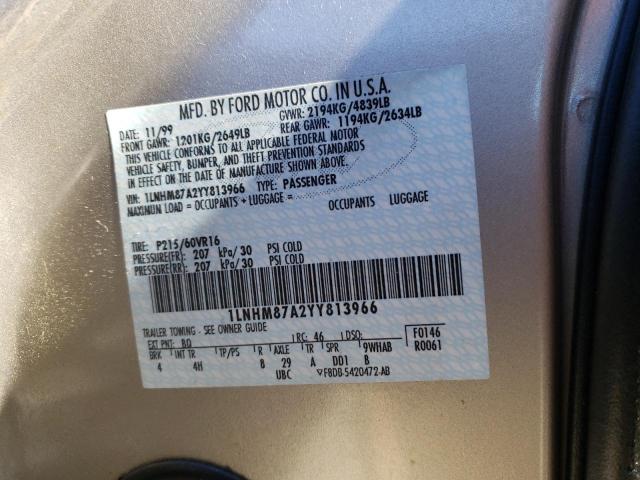 MFD. BY FORD MOTOR CO. IN U.S.A.
DATE: 11/99 GVWR: 2194KG/4839LB
FRONT GAWR: 1201KG/2649LB REAR GAWR: 1194KG/2634LB
THIS VEHICLE CONFORMS TO ALL APPLICABLE FEDERAL MOTOR
VEHICLE SAFETY, BUMPER, AND THEFT PREVENTION STANDARDS
IN EFFECT ON THE DATE OF MANUFACTURE SHOWN ABOVE.
VIN: 1LNHM87A2YY813966 TYPE: PASSENGER
MAXIMUM LOAD = OCCUPANTS + LUGGAGE = OCCUPANTS LUGGAGE
TIRE: P215/60VR16
PRESSURE(FR): 207 kPa/30 PSI COLD
PRESSURE(RR): 207 kPa/30 PSI COLD
1LNHM87A2YY813966
TRAILER TOWING - SEE OWNER GUIDE
EXT PNT: BD RC: 46 DSO: F0146
BRK INT TR TP/PS R AXLE TR SPR 9WHAB R0061
4 4H B 29 A DD1 B
UBC ▽F8DB-5420472-AB